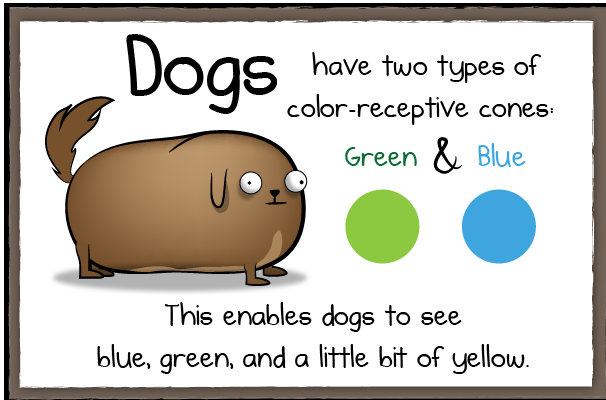 Dogs have two types of
color-receptive cones:
Green & Blue
This enables dogs to see
blue, green, and a little bit of yellow.